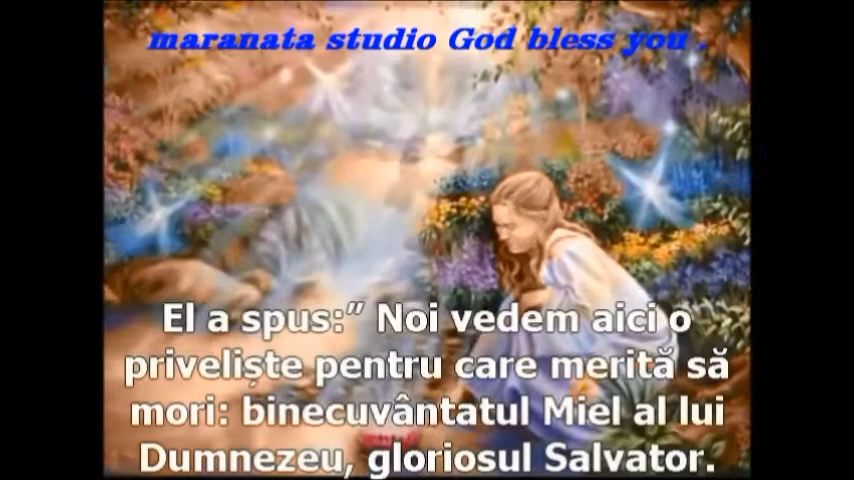 maranata studio God bless you .
El a spus:” Noi vedem aici o
priveliște pentru care merită să
mori: binecuvântatul Miel al lui
Dumnezeu, gloriosul Salvator.